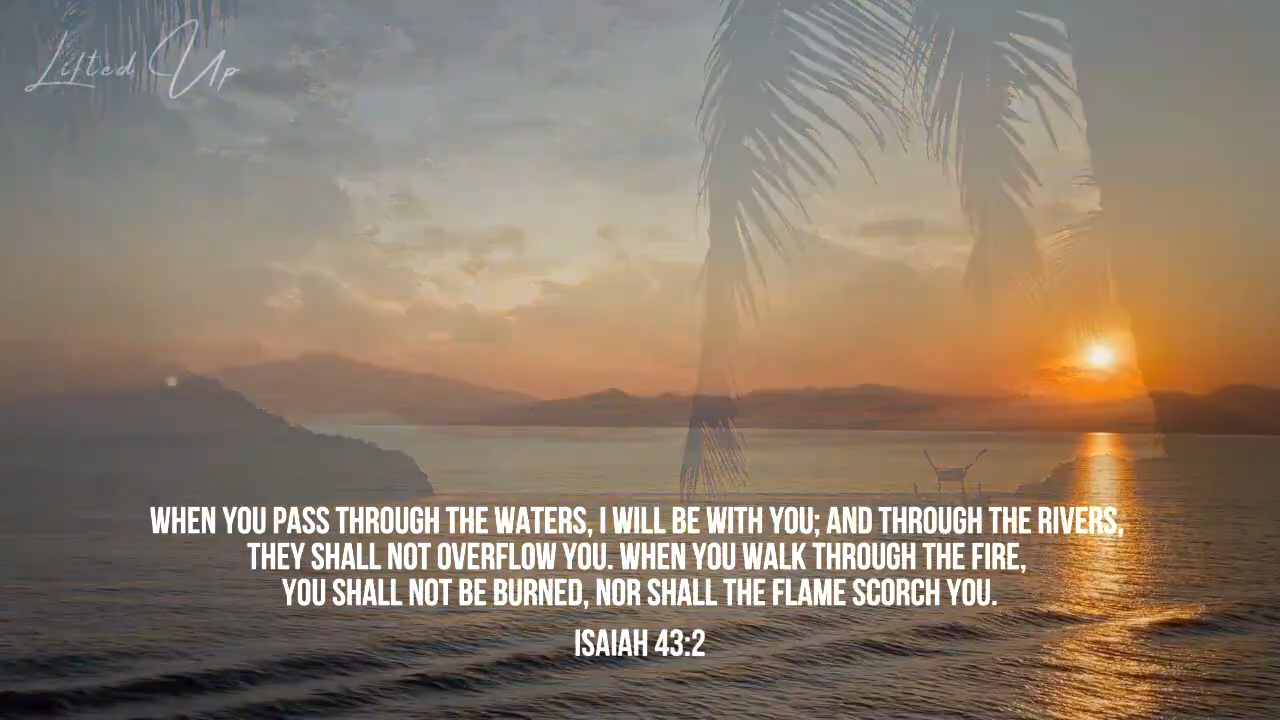 Lifted Up
WHEN YOU PASS THROUGH THE WATERS, I WILL BE WITH YOU; AND THROUGH THE RIVERS,
THEY SHALL NOT OVERFLOW YOU. WHEN YOU WALK THROUGH THE FIRE,
YOU SHALL NOT BE BURNED, NOR SHALL THE FLAME SCORCH YOU.
ISAIAH 43:2